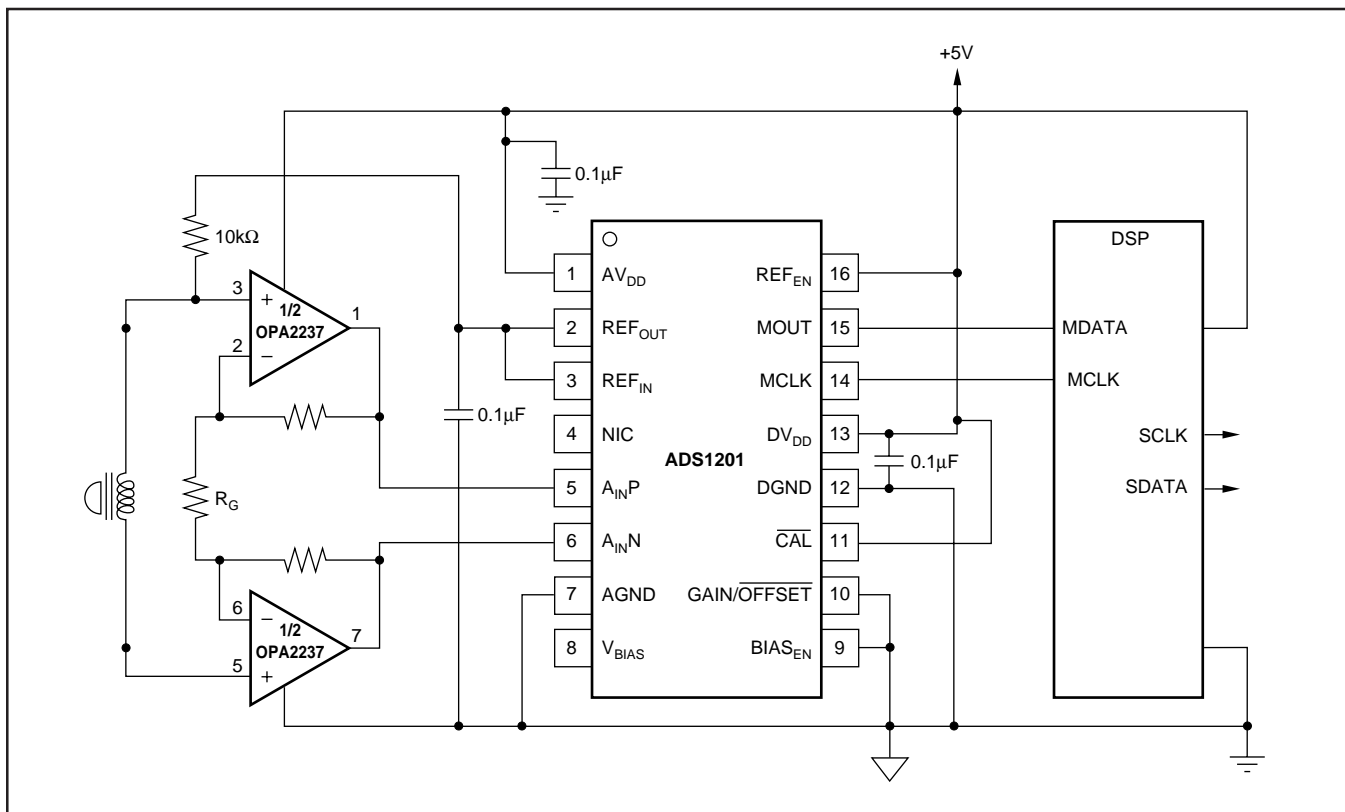 +5V
0.1µF
10kΩ
3
+
1/2
OPA2237
1
2
−
0.1µF
RG
6
−
1/2
OPA2237
7
5
+
ADS1201
1 AVDD
2 REFOUT
3 REFIN
4 NIC
5 AINP
6 AINN
7 AGND
8 VBIAS
REFEN 16
MOUT 15
MCLK 14
DVDD 13
DGND 12
CAL 11
GAIN/OFFSET 10
BIASEN 9
0.1µF
DSP
MDATA
MCLK
SCLK
SDATA